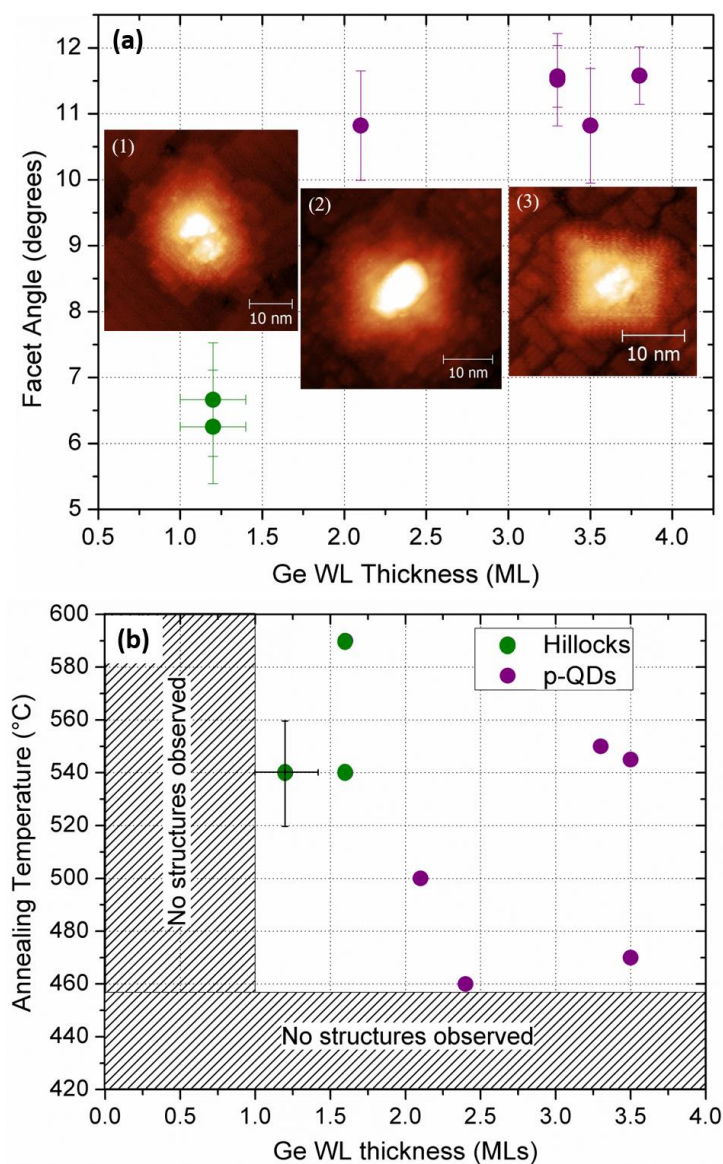 (a)
12
11
10
9
8
7
6
5
Facet Angle (degrees)
(1)
10 nm
(2)
10 nm
(3)
10 nm
0.5 1.0 1.5 2.0 2.5 3.0 3.5 4.0
Ge WL Thickness (ML)
(b)
600
580
560
540
520
500
480
460
440
420
Annealing Temperature (°C)
No structures observed
Hillocks
p-QDs
No structures observed
0.0 0.5 1.0 1.5 2.0 2.5 3.0 3.5 4.0
Ge WL thickness (MLs)